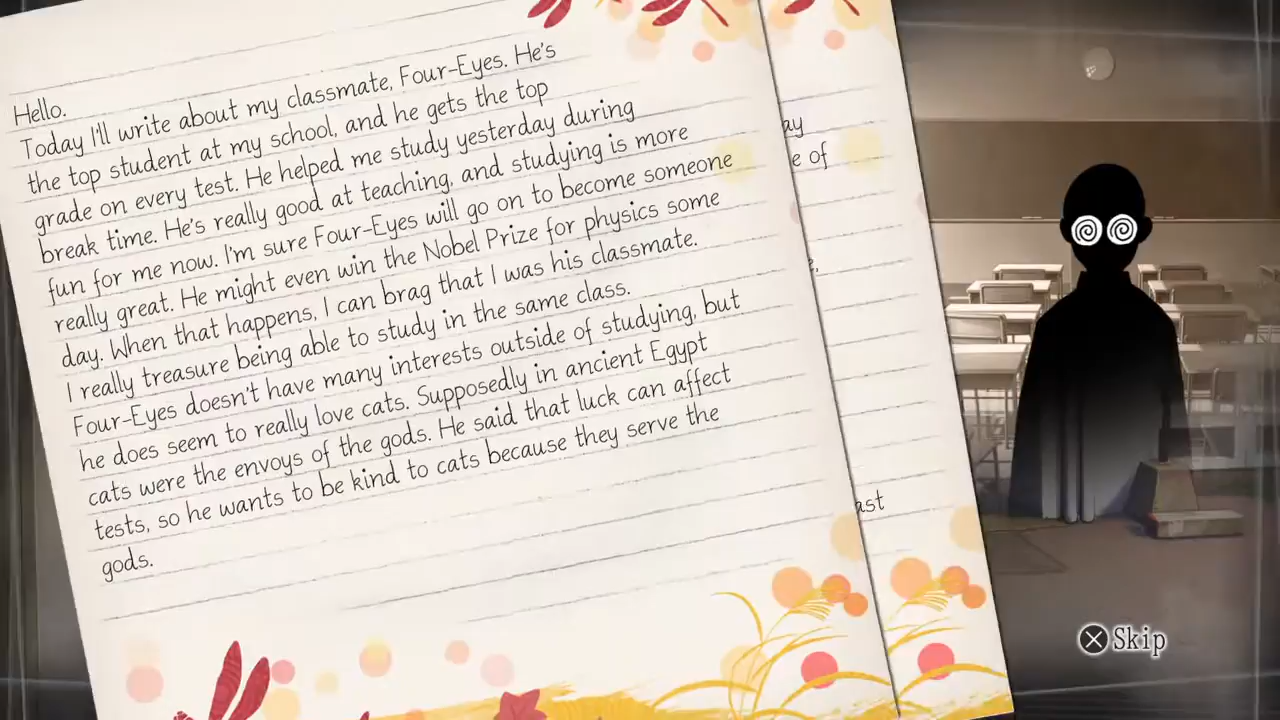 Hello.
Today I'll write about my classmate, Four-Eyes. He's
the top student at my school, and he gets the top
grade on every test. He helped me study yesterday during
break time. He's really good at teaching, and studying is more
fun for me now. I'm sure Four-Eyes will go on to become someone
really great. He might even win the Nobel Prize for physics some
day. When that happens, I can brag that I was his classmate.
I really treasure being able to study in the same class.
Four-Eyes doesn't have many interests outside of studying, but
he does seem to really love cats. Supposedly in ancient Egypt
cats were the envoys of the gods. He said that luck can affect
tests, so he wants to be kind to cats because they serve the
gods.
ay
e of
ast
Skip